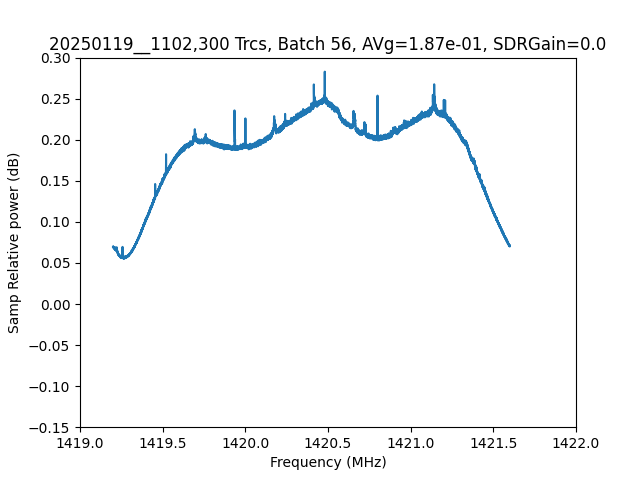 20250119__1102,300 Trcs, Batch 56, AVg=1.87e-01, SDRGain=0.0
0.30
0.25
0.20
0.15
0.10
0.05
0.00
−0.05
−0.10
−0.15
Samp Relative power (dB)
1419.0 1419.5 1420.0 1420.5 1421.0 1421.5 1422.0
Frequency (MHz)